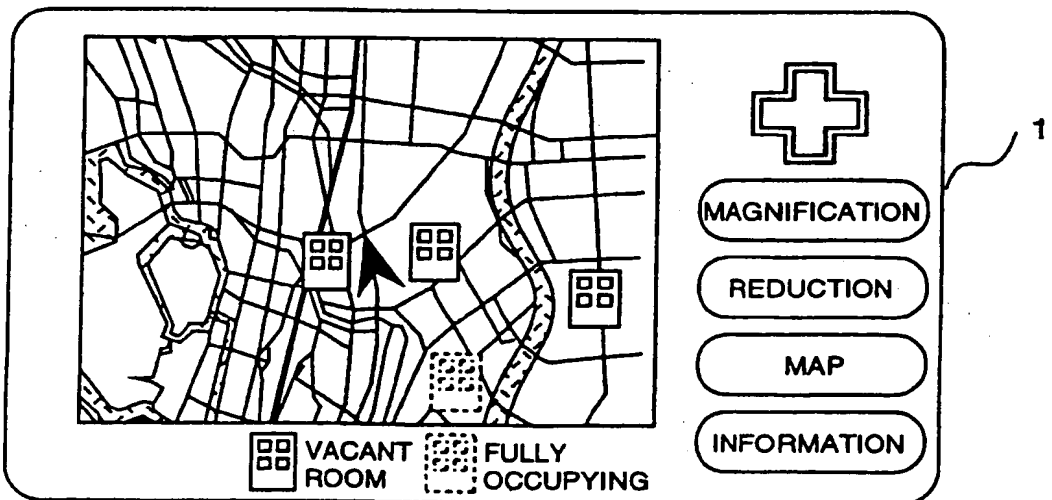 1
MAGNIFICATION
REDUCTION
MAP
INFORMATION
VACANT
ROOM
FULLY
OCCUPYING